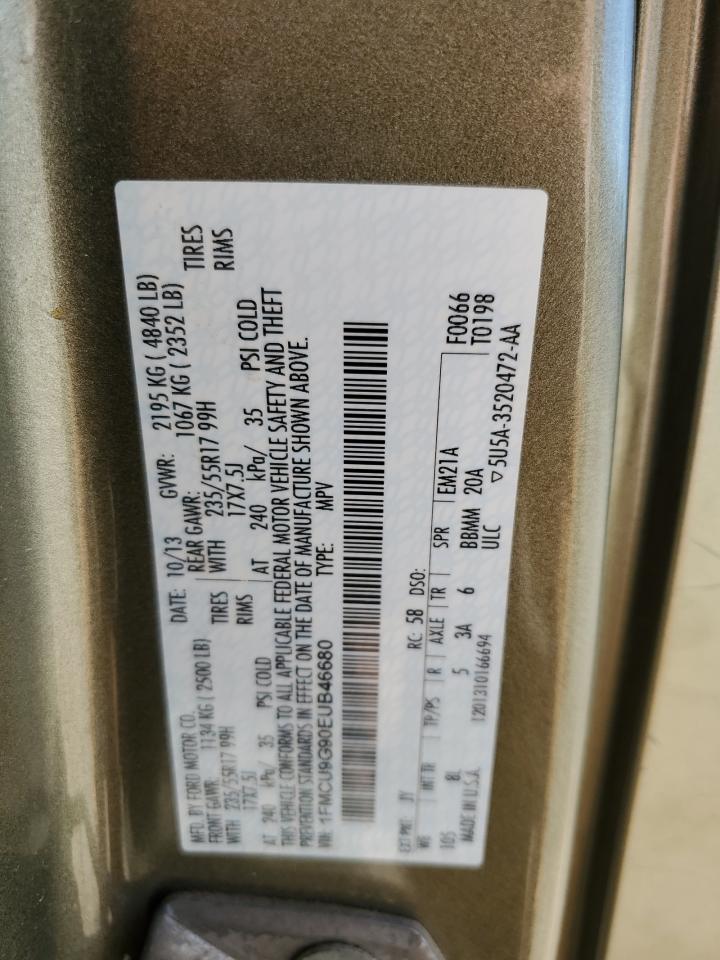 MFD. BY FORD MOTOR CO. DATE: 10/13 GVWR: 2195 KG ( 4840 LB)
FRONT GAWR: 1134 KG ( 2500 LB) REAR GAWR: 1067 KG ( 2352 LB)
WITH 235/55R17 99H TIRES WITH 235/55R17 99H TIRES
17X7.5J RIMS 17X7.5J RIMS
AT 240 kPa/ 35 PSI COLD AT 240 kPa/ 35 PSI COLD
THIS VEHICLE CONFORMS TO ALL APPLICABLE FEDERAL MOTOR VEHICLE SAFETY AND THEFT
PREVENTION STANDARDS IN EFFECT ON THE DATE OF MANUFACTURE SHOWN ABOVE.
VIN: 1FMCU9G90EUB46680 TYPE: MPV
EXT PNT: JY RC: 58 DSO: F0066
WB INT TR TP/PS R AXLE TR SPR EM21A T0198
105 8L 5 3A 6 BBMM 20A
MADE IN U.S.A. 1201310166694 ULC ▽5U5A-3520472-AA